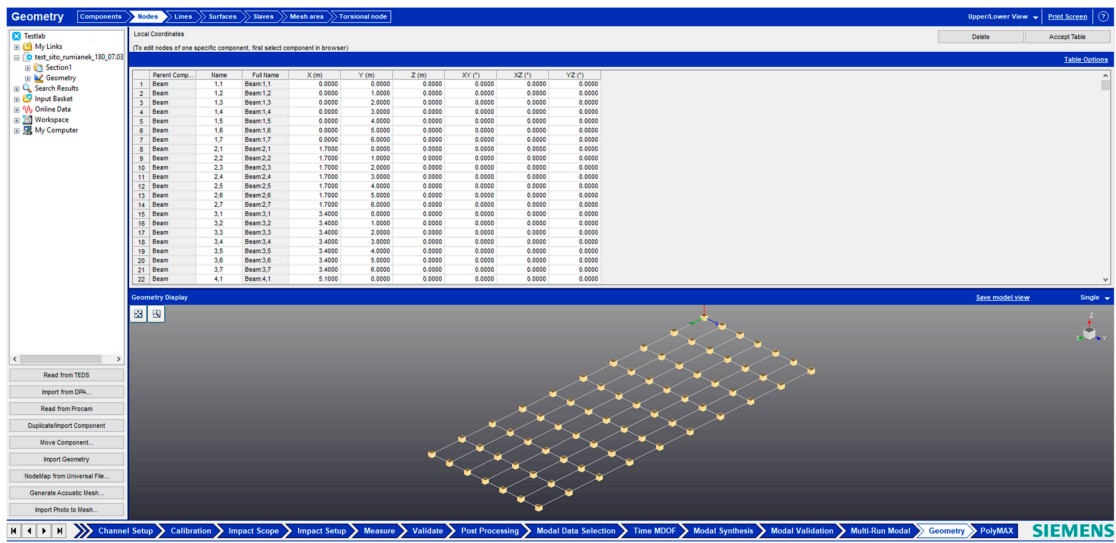 Geometry Components Nodes Lines Surfaces Slaves Mesh area Torsional node Upper/Lower View Print Screen ?
Testlab
My Links
test_sito_rumianek_180_07.03
Section1
Geometry
Search Results
Input Basket
Online Data
Workspace
My Computer
Read from TEDS
Import from DPA...
Read from Procam
Duplicate/Import Component
Move Component...
Import Geometry
NodeMap from Universal File...
Generate Acoustic Mesh...
Import Photo to Mesh...
Local Coordinates
(To edit nodes of one specific component, first select component in browser)
Delete Accept Table
Table Options
Parent Comp... Name Full Name X (m) Y (m) Z (m) XY (°) XZ (°) YZ (°)
1 Beam 1,1 Beam:1,1 0.0000 0.0000 0.0000 0.0000 0.0000 0.0000
2 Beam 1,2 Beam:1,2 0.0000 1.0000 0.0000 0.0000 0.0000 0.0000
3 Beam 1,3 Beam:1,3 0.0000 2.0000 0.0000 0.0000 0.0000 0.0000
4 Beam 1,4 Beam:1,4 0.0000 3.0000 0.0000 0.0000 0.0000 0.0000
5 Beam 1,5 Beam:1,5 0.0000 4.0000 0.0000 0.0000 0.0000 0.0000
6 Beam 1,6 Beam:1,6 0.0000 5.0000 0.0000 0.0000 0.0000 0.0000
7 Beam 1,7 Beam:1,7 0.0000 6.0000 0.0000 0.0000 0.0000 0.0000
8 Beam 2,1 Beam:2,1 1.7000 0.0000 0.0000 0.0000 0.0000 0.0000
9 Beam 2,2 Beam:2,2 1.7000 1.0000 0.0000 0.0000 0.0000 0.0000
10 Beam 2,3 Beam:2,3 1.7000 2.0000 0.0000 0.0000 0.0000 0.0000
11 Beam 2,4 Beam:2,4 1.7000 3.0000 0.0000 0.0000 0.0000 0.0000
12 Beam 2,5 Beam:2,5 1.7000 4.0000 0.0000 0.0000 0.0000 0.0000
13 Beam 2,6 Beam:2,6 1.7000 5.0000 0.0000 0.0000 0.0000 0.0000
14 Beam 2,7 Beam:2,7 1.7000 6.0000 0.0000 0.0000 0.0000 0.0000
15 Beam 3,1 Beam:3,1 3.4000 0.0000 0.0000 0.0000 0.0000 0.0000
16 Beam 3,2 Beam:3,2 3.4000 1.0000 0.0000 0.0000 0.0000 0.0000
17 Beam 3,3 Beam:3,3 3.4000 2.0000 0.0000 0.0000 0.0000 0.0000
18 Beam 3,4 Beam:3,4 3.4000 3.0000 0.0000 0.0000 0.0000 0.0000
19 Beam 3,5 Beam:3,5 3.4000 4.0000 0.0000 0.0000 0.0000 0.0000
20 Beam 3,6 Beam:3,6 3.4000 5.0000 0.0000 0.0000 0.0000 0.0000
21 Beam 3,7 Beam:3,7 3.4000 6.0000 0.0000 0.0000 0.0000 0.0000
22 Beam 4,1 Beam:4,1 5.1000 0.0000 0.0000 0.0000 0.0000 0.0000
Geometry Display Save model view Single
Z
X Y
Channel Setup Calibration Impact Scope Impact Setup Measure Validate Post Processing Modal Data Selection Time MDOF Modal Synthesis Modal Validation Multi-Run Modal Geometry PolyMAX SIEMENS